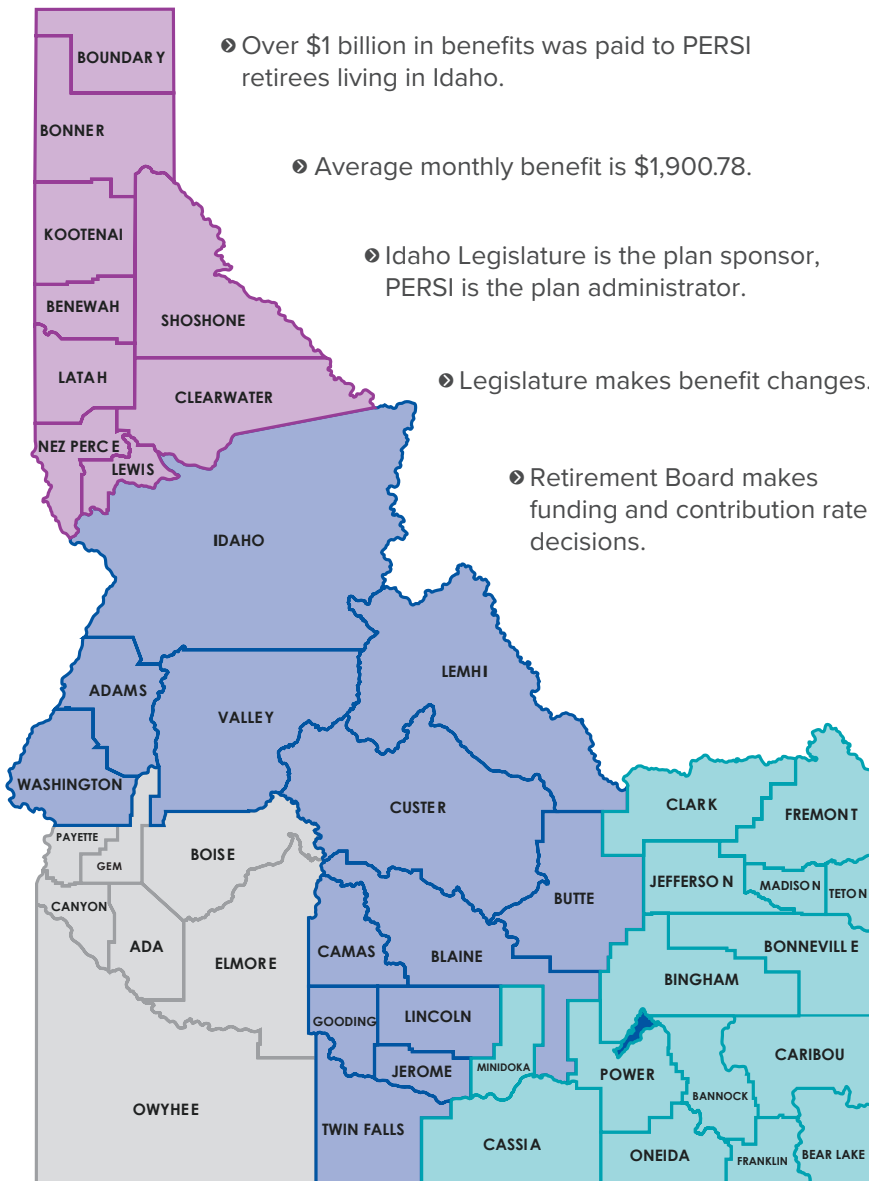 Over $1 billion in benefits was paid to PERSI
retirees living in Idaho.
Average monthly benefit is $1,900.78.
Idaho Legislature is the plan sponsor,
PERSI is the plan administrator.
Legislature makes benefit changes.
Retirement Board makes
funding and contribution rate
decisions.
BOUNDARY
BONNER
KOOTENAI
BENEWAH
SHOSHONE
LATAH
CLEARWATER
NEZ PERCE
LEWIS
IDAHO
LEMHI
ADAMS
VALLEY
WASHINGTON
CUSTER
CLARK
FREMONT
PAYETTE
GEM
BOISE
JEFFERSON
MADISON
TETON
CANYON
BUTTE
ADA
ELMORE
CAMAS
BLAINE
BONNEVILLE
BINGHAM
GOODING
LINCOLN
JEROME
MINIDOKA
POWER
CARIBOU
BANNOCK
OWYHEE
TWIN FALLS
CASSIA
ONEIDA
FRANKLIN
BEAR LAKE